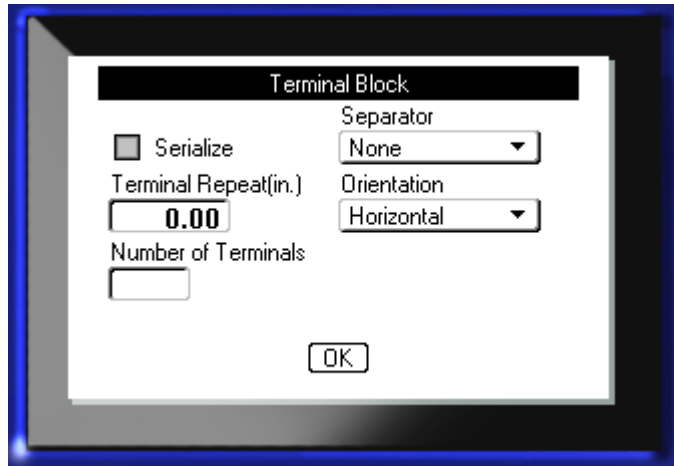 Terminal Block
Separator
Serialize
None
Terminal Repeat(in.)
Orientation
0.00
Horizontal
Number of Terminals
OK